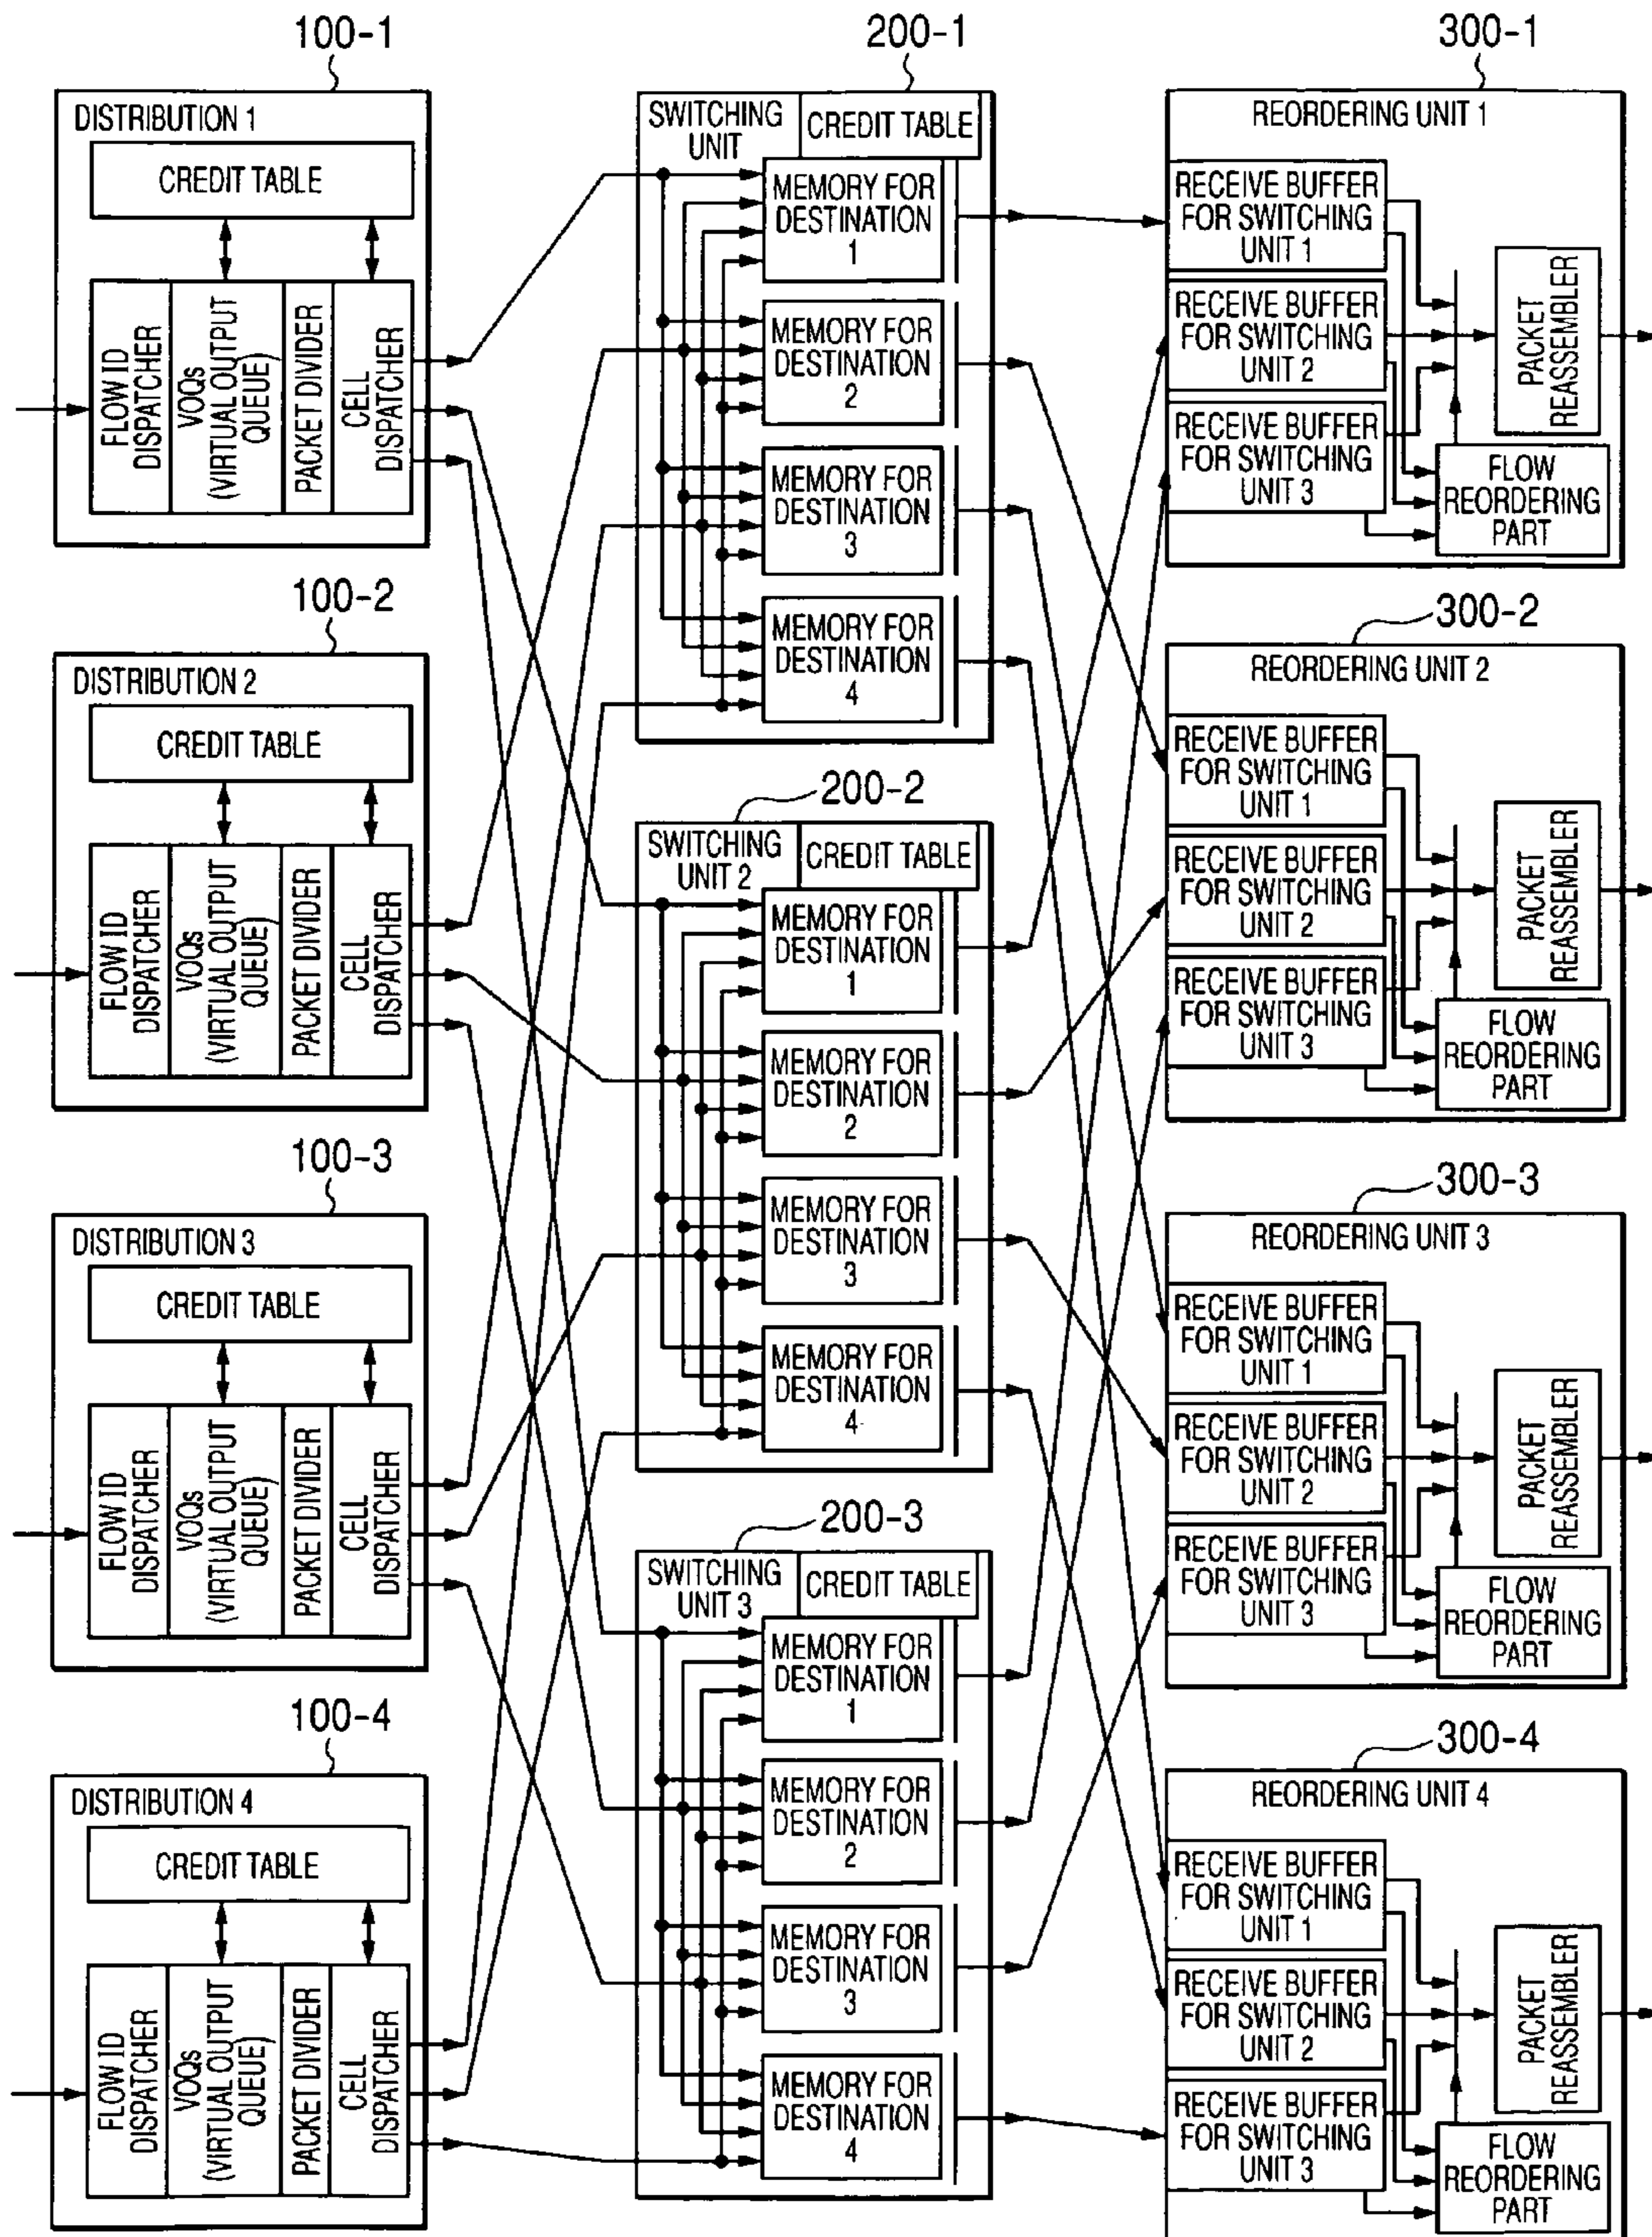 100-1
DISTRIBUTION 1
CREDIT TABLE
FLOW ID
DISPATCHER
VOQs
(VIRTUAL OUTPUT
QUEUE)
PACKET DIVIDER
CELL
DISPATCHER
100-2
DISTRIBUTION 2
CREDIT TABLE
FLOW ID
DISPATCHER
VOQs
(VIRTUAL OUTPUT
QUEUE)
PACKET DIVIDER
CELL
DISPATCHER
100-3
DISTRIBUTION 3
CREDIT TABLE
FLOW ID
DISPATCHER
VOQs
(VIRTUAL OUTPUT
QUEUE)
PACKET DIVIDER
CELL
DISPATCHER
100-4
DISTRIBUTION 4
CREDIT TABLE
FLOW ID
DISPATCHER
VOQs
(VIRTUAL OUTPUT
QUEUE)
PACKET DIVIDER
CELL
DISPATCHER
200-1
SWITCHING
UNIT
CREDIT TABLE
MEMORY FOR
DESTINATION
1
MEMORY FOR
DESTINATION
2
MEMORY FOR
DESTINATION
3
MEMORY FOR
DESTINATION
4
200-2
SWITCHING
UNIT 2
CREDIT TABLE
MEMORY FOR
DESTINATION
1
MEMORY FOR
DESTINATION
2
MEMORY FOR
DESTINATION
3
MEMORY FOR
DESTINATION
4
200-3
SWITCHING
UNIT 3
CREDIT TABLE
MEMORY FOR
DESTINATION
1
MEMORY FOR
DESTINATION
2
MEMORY FOR
DESTINATION
3
MEMORY FOR
DESTINATION
4
300-1
REORDERING UNIT 1
RECEIVE BUFFER
FOR SWITCHING
UNIT 1
RECEIVE BUFFER
FOR SWITCHING
UNIT 2
RECEIVE BUFFER
FOR SWITCHING
UNIT 3
PACKET
REASSEMBLER
FLOW
REORDERING
PART
300-2
REORDERING UNIT 2
RECEIVE BUFFER
FOR SWITCHING
UNIT 1
RECEIVE BUFFER
FOR SWITCHING
UNIT 2
RECEIVE BUFFER
FOR SWITCHING
UNIT 3
PACKET
REASSEMBLER
FLOW
REORDERING
PART
300-3
REORDERING UNIT 3
RECEIVE BUFFER
FOR SWITCHING
UNIT 1
RECEIVE BUFFER
FOR SWITCHING
UNIT 2
RECEIVE BUFFER
FOR SWITCHING
UNIT 3
PACKET
REASSEMBLER
FLOW
REORDERING
PART
300-4
REORDERING UNIT 4
RECEIVE BUFFER
FOR SWITCHING
UNIT 1
RECEIVE BUFFER
FOR SWITCHING
UNIT 2
RECEIVE BUFFER
FOR SWITCHING
UNIT 3
PACKET
REASSEMBLER
FLOW
REORDERING
PART